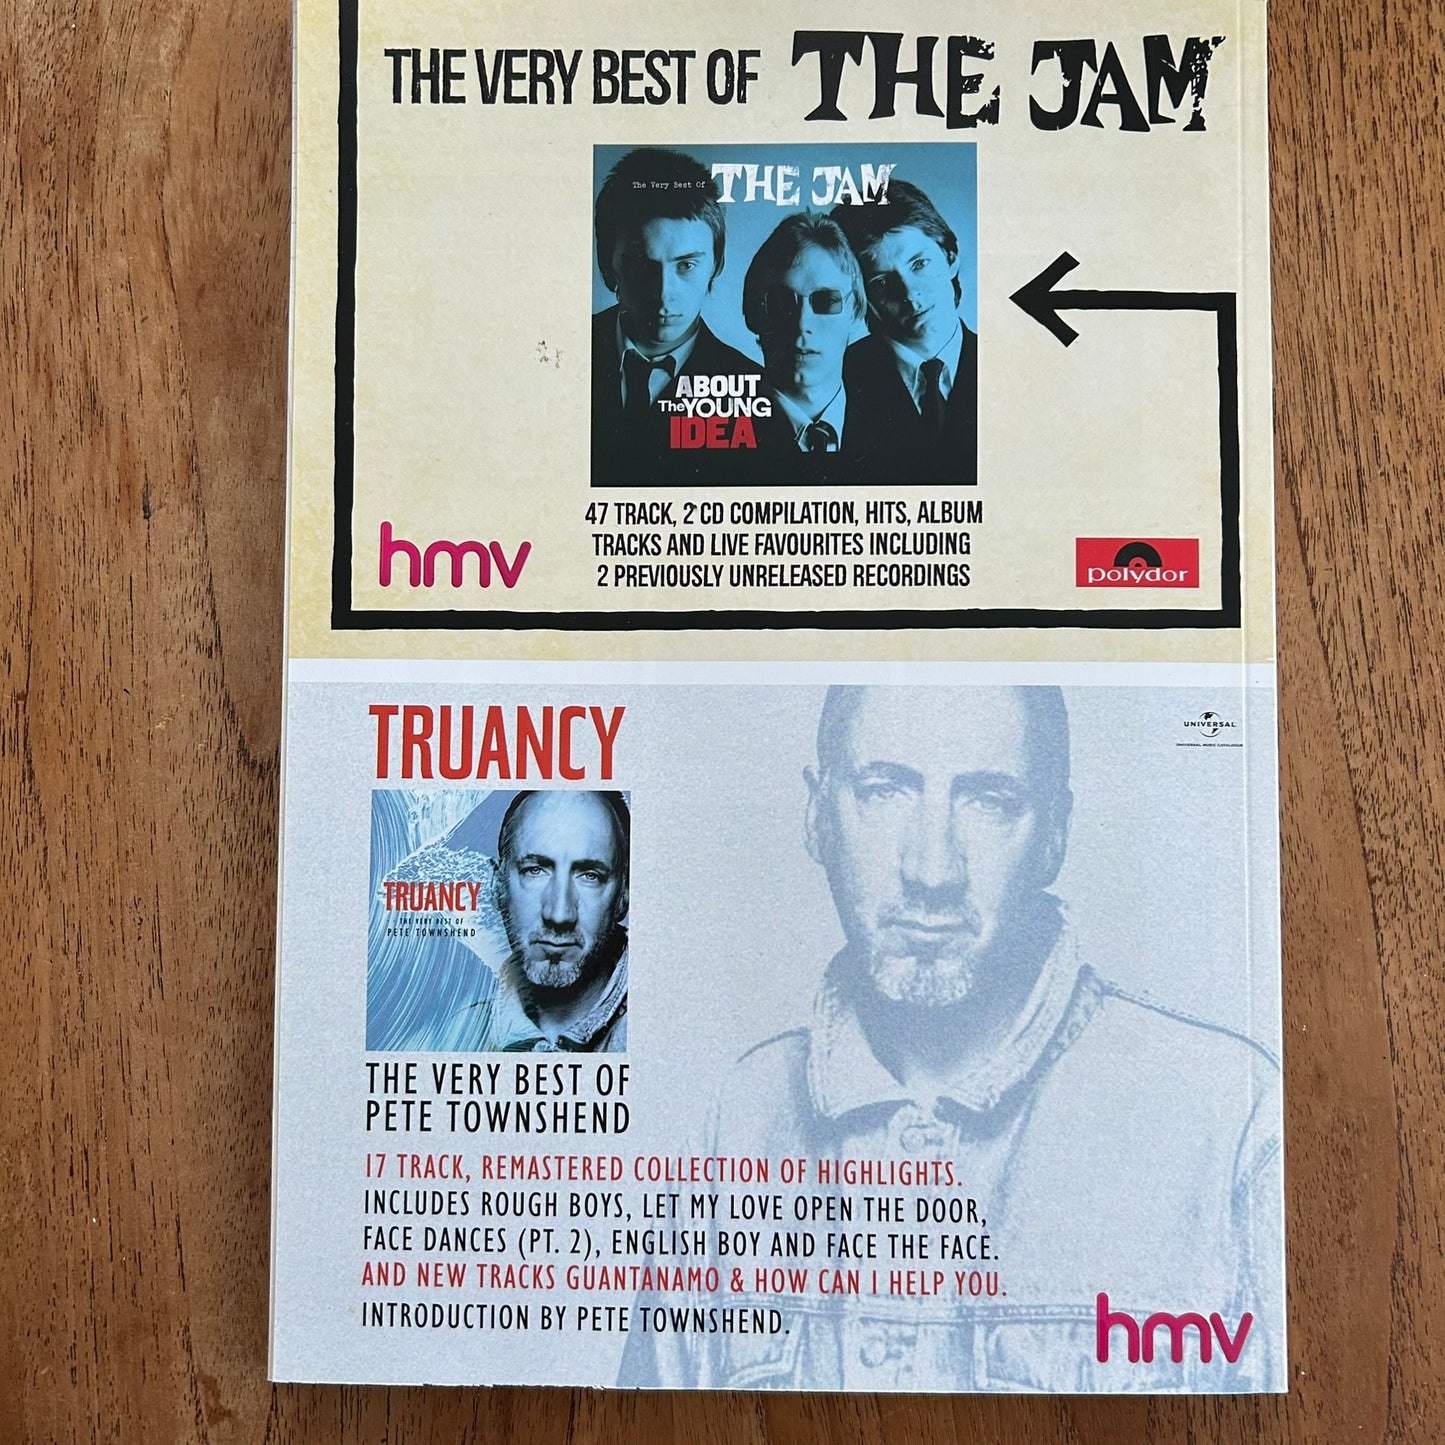 THE VERY BEST OF THE JAM
The Very Best Of THE JAM
ABOUT
The YOUNG
IDEA
47 TRACK, 2 CD COMPILATION, HITS, ALBUM
TRACKS AND LIVE FAVOURITES INCLUDING
2 PREVIOUSLY UNRELEASED RECORDINGS
hmv
polydor
TRUANCY
UNIVERSAL
UNIVERSAL MUSIC CATALOGUE
TRUANCY
THE VERY BEST OF
PETE TOWNSHEND
THE VERY BEST OF
PETE TOWNSHEND
17 TRACK, REMASTERED COLLECTION OF HIGHLIGHTS.
INCLUDES ROUGH BOYS, LET MY LOVE OPEN THE DOOR,
FACE DANCES (PT. 2), ENGLISH BOY AND FACE THE FACE.
AND NEW TRACKS GUANTANAMO & HOW CAN I HELP YOU.
INTRODUCTION BY PETE TOWNSHEND.
hmv